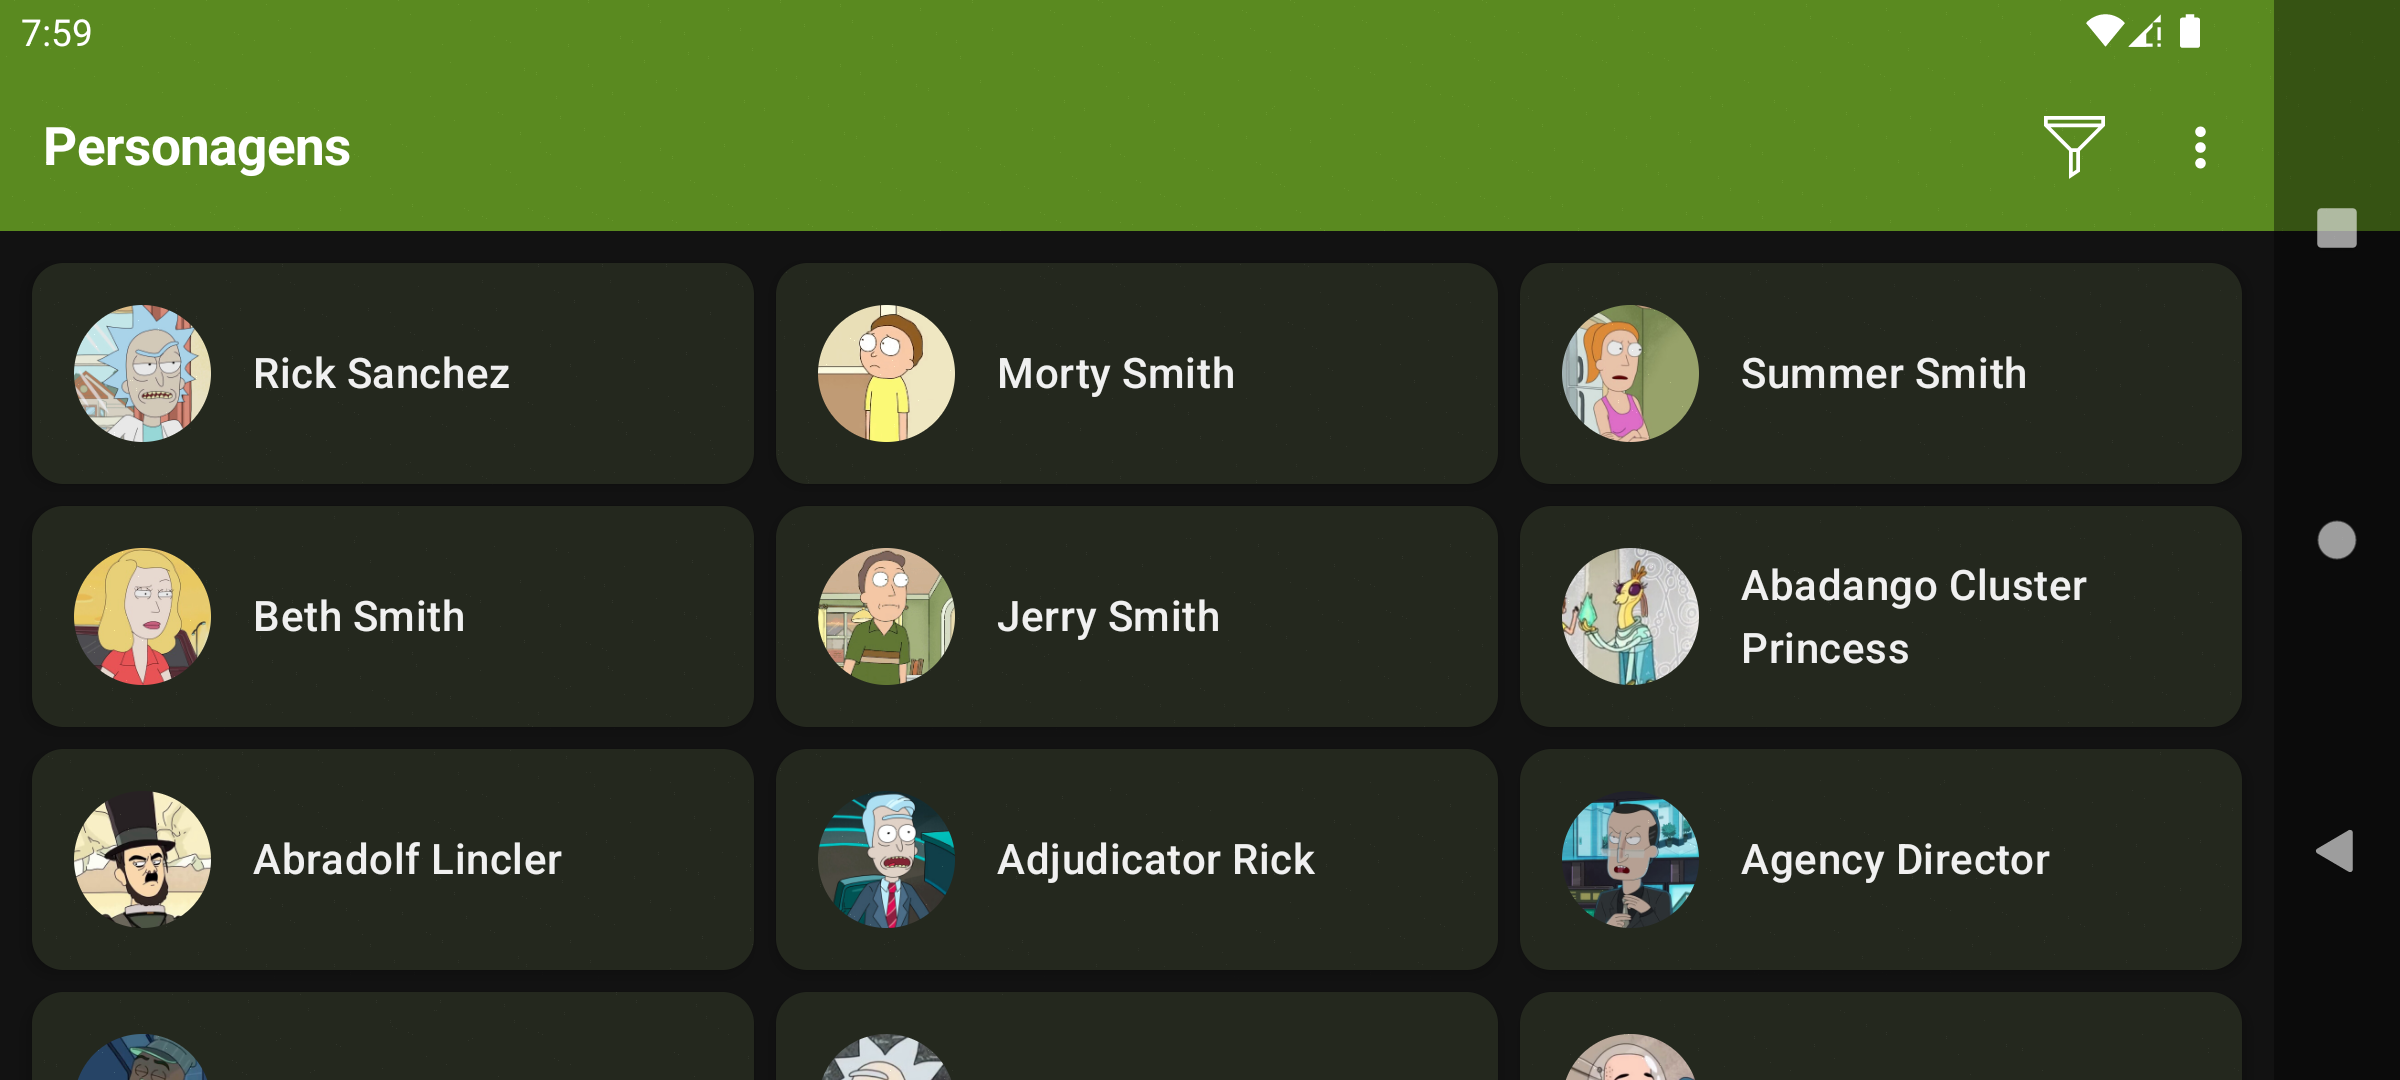 7:59
Personagens
Rick Sanchez
Morty Smith
Summer Smith
Beth Smith
Jerry Smith
Abadango Cluster
Princess
Abradolf Lincler
Adjudicator Rick
Agency Director